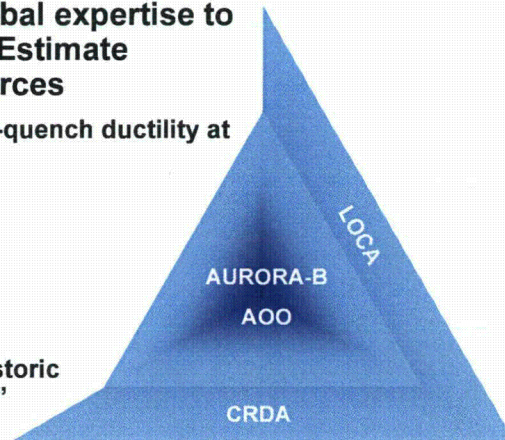 bal expertise to
Estimate
rces
-quench ductility at
LOCA
AURORA-B
AOO
storic
”
CRDA